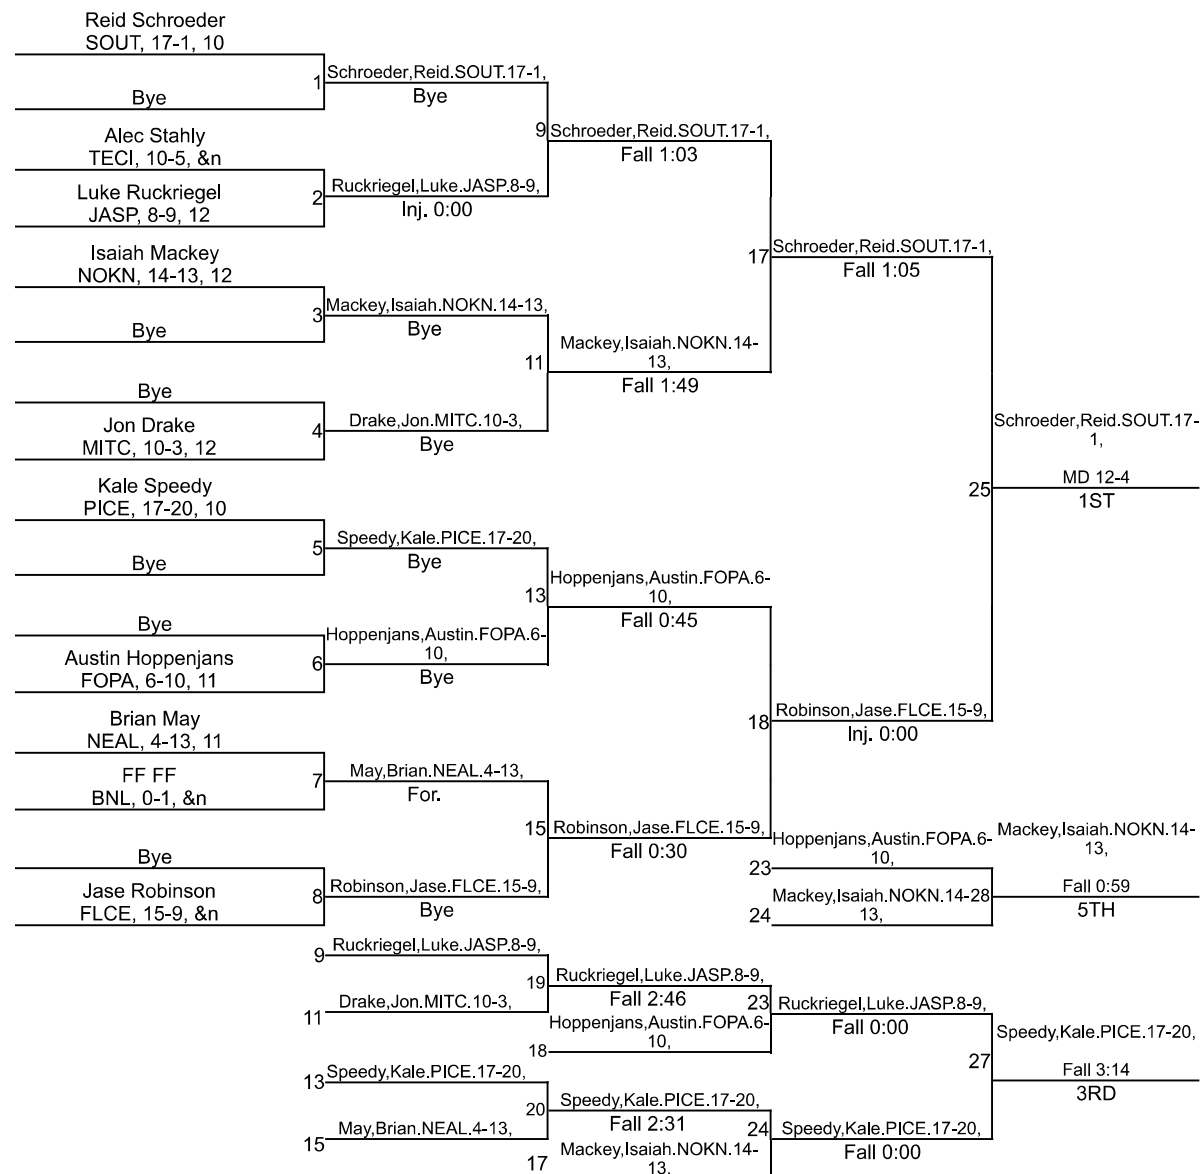 Reid Schroeder
SOUT, 17-1, 10
1
Schroeder,Reid.SOUT.17-1,
Bye
Bye
9
Schroeder,Reid.SOUT.17-1,
Fall 1:03
Alec Stahly
TECI, 10-5, &n
2
Ruckriegel,Luke.JASP.8-9,
Inj. 0:00
Luke Ruckriegel
JASP, 8-9, 12
17
Schroeder,Reid.SOUT.17-1,
Fall 1:05
Isaiah Mackey
NOKN, 14-13, 12
3
Mackey,Isaiah.NOKN.14-13,
Bye
Bye
11
Mackey,Isaiah.NOKN.14-
13,
Fall 1:49
Bye
4
Drake,Jon.MITC.10-3,
Bye
Jon Drake
MITC, 10-3, 12
Schroeder,Reid.SOUT.17-
1,
25
MD 12-4
1ST
Kale Speedy
PICE, 17-20, 10
5
Speedy,Kale.PICE.17-20,
Bye
Bye
13
Hoppenjans,Austin.FOPA.6-
10,
Fall 0:45
Bye
6
Hoppenjans,Austin.FOPA.6-
10,
Bye
Austin Hoppenjans
FOPA, 6-10, 11
18
Robinson,Jase.FLCE.15-9,
Inj. 0:00
Brian May
NEAL, 4-13, 11
7
May,Brian.NEAL.4-13,
For.
FF FF
BNL, 0-1, &n
15
Robinson,Jase.FLCE.15-9,
Fall 0:30
Bye
8
Robinson,Jase.FLCE.15-9,
Bye
Jase Robinson
FLCE, 15-9, &n
23
Hoppenjans,Austin.FOPA.6-
10,
Mackey,Isaiah.NOKN.14-
13,
24
Mackey,Isaiah.NOKN.14-28
13,
Fall 0:59
5TH
9
Ruckriegel,Luke.JASP.8-9,
19
Ruckriegel,Luke.JASP.8-9,
Fall 2:46
11
Drake,Jon.MITC.10-3,
23
Ruckriegel,Luke.JASP.8-9,
Fall 0:00
18
Hoppenjans,Austin.FOPA.6-
10,
27
Speedy,Kale.PICE.17-20,
Fall 3:14
3RD
13
Speedy,Kale.PICE.17-20,
20
Speedy,Kale.PICE.17-20,
Fall 2:31
15
May,Brian.NEAL.4-13,
24
Speedy,Kale.PICE.17-20,
Fall 0:00
17
Mackey,Isaiah.NOKN.14-
13,